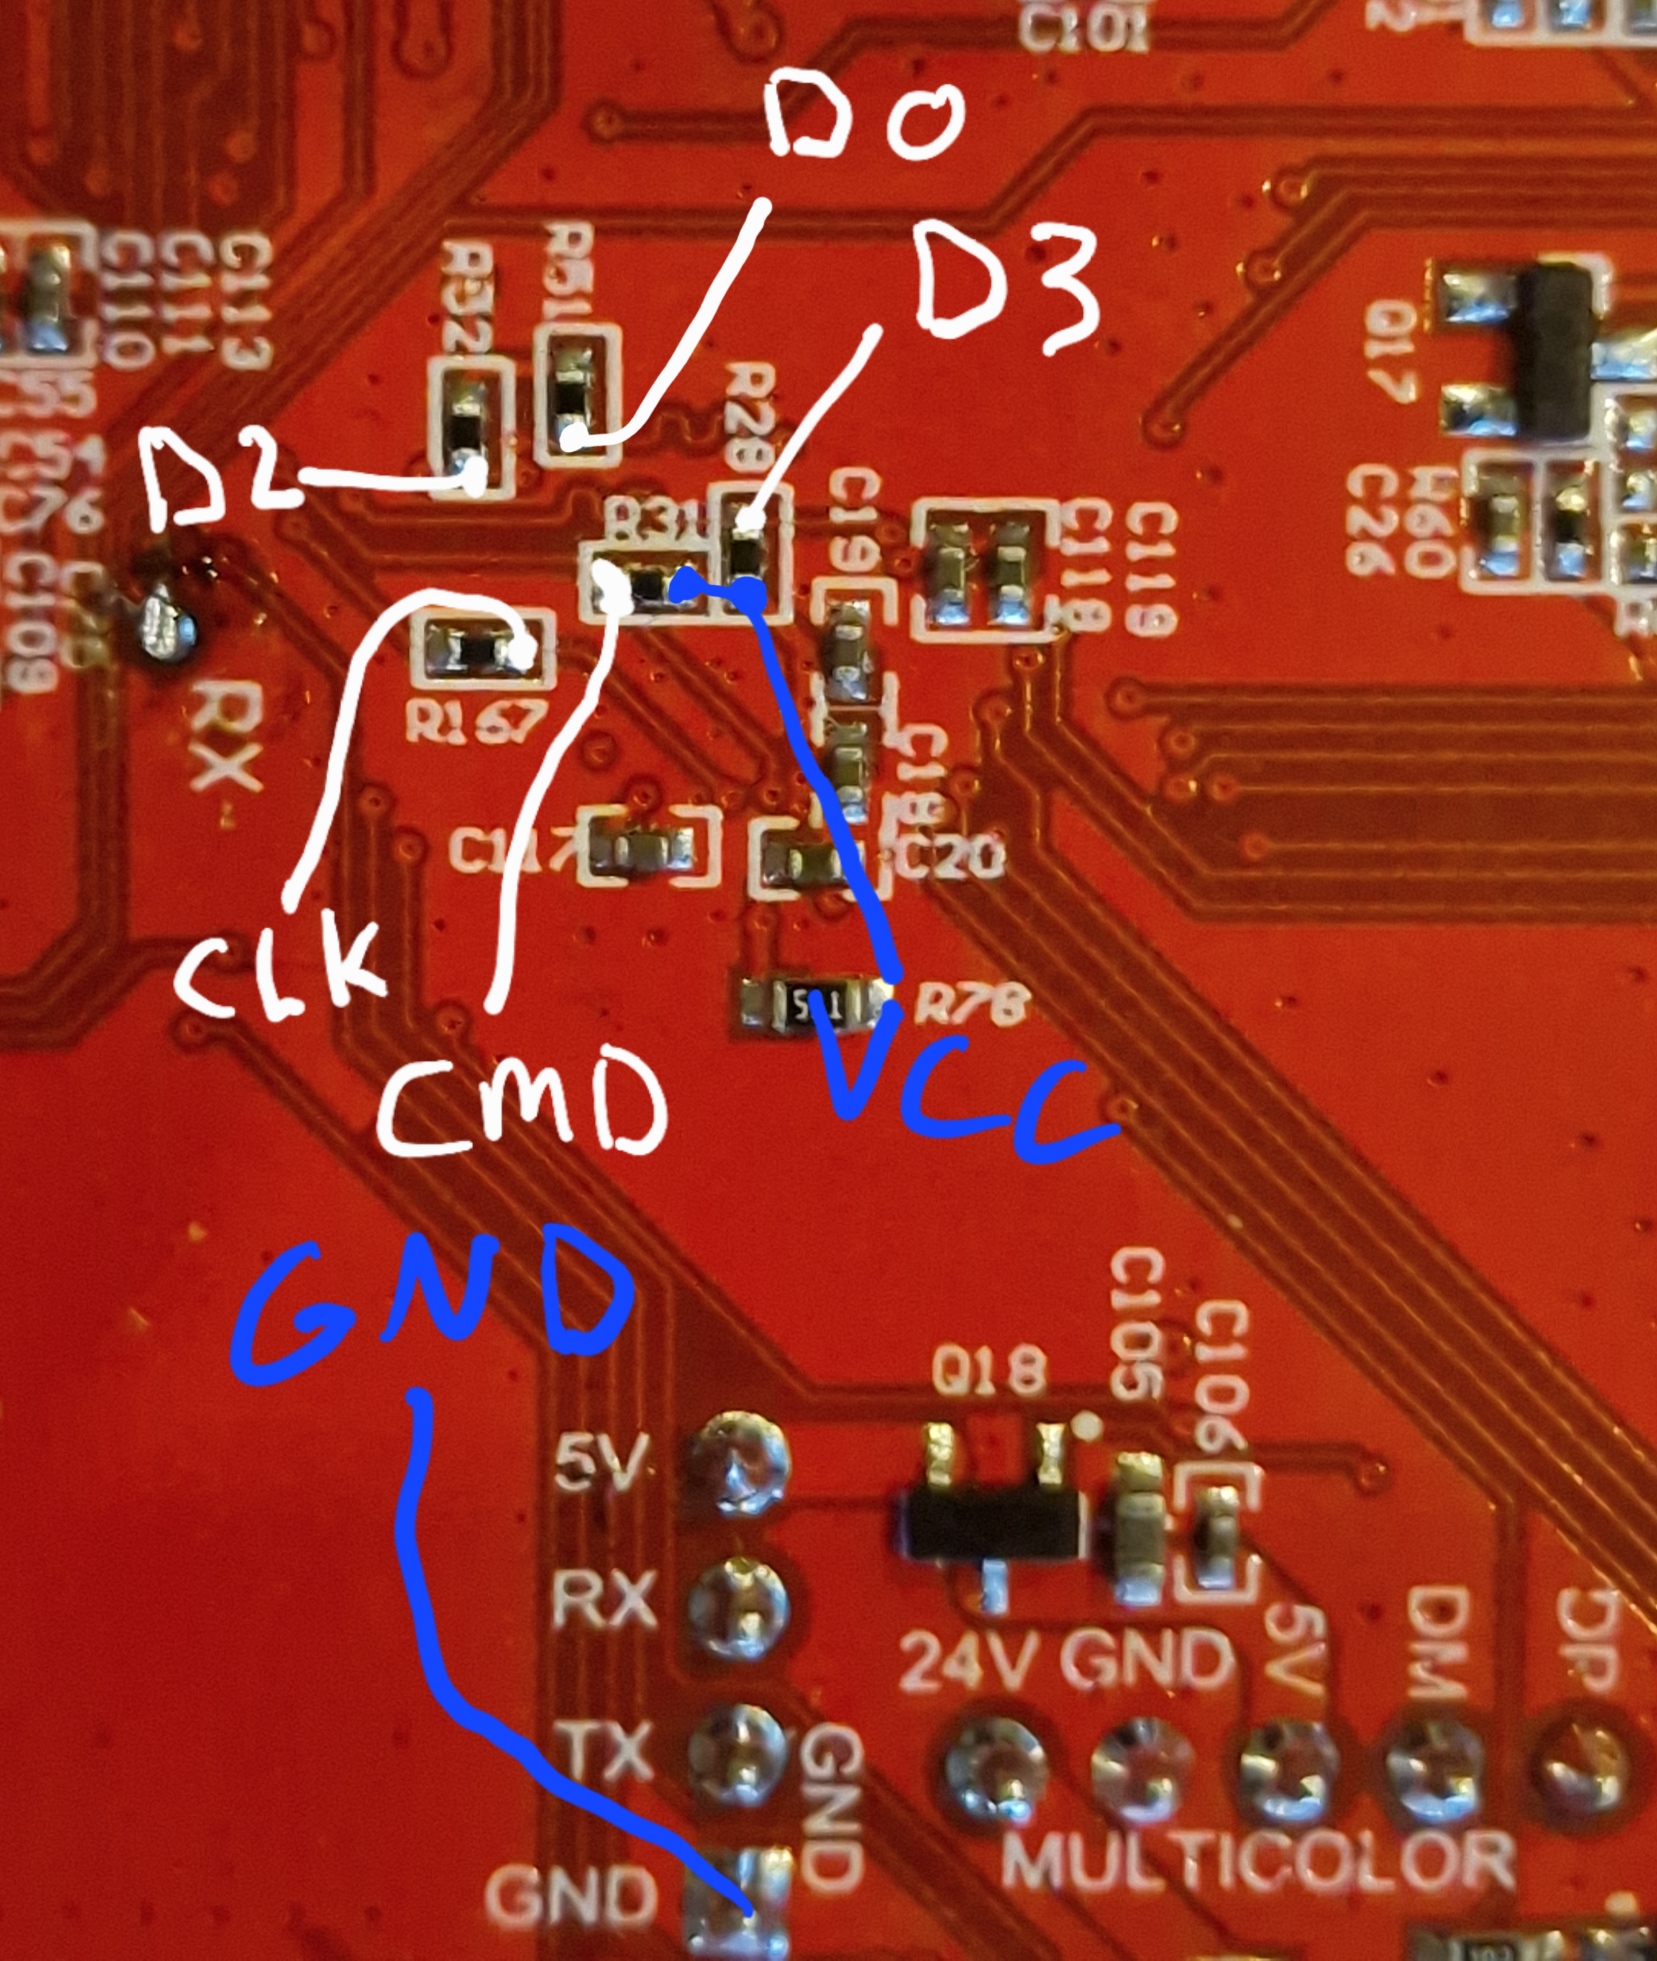 C101
D0
D3
R32
R51
C110
C111
C113
C55
C54
C76
C109
D2
R28
R31
C19
C118
C119
Q17
C26
R60
R167
RX
C117
C18
C20
CLK
CMD
R78
VCC
GND
Q18
C105
C106
5V
RX
TX
GND
GND
24V GND
5V
DM
DP
MULTICOLOR